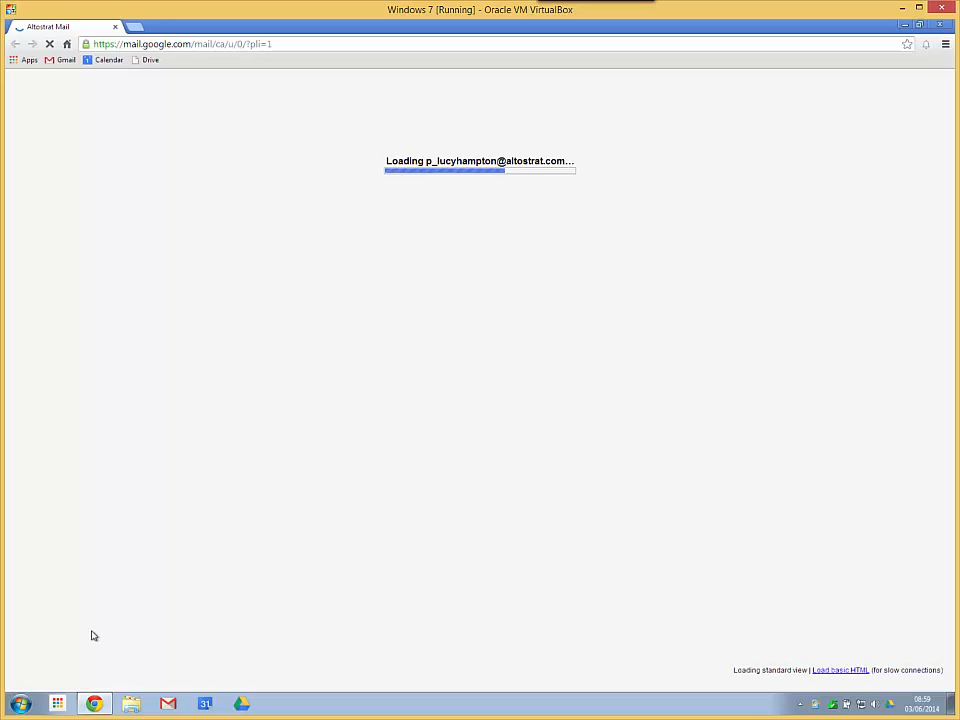 Windows 7 [Running] - Oracle VM VirtualBox
Altostrat Mail
https://mail.google.com/mail/ca/u/0/?pli=1
Apps Gmail 31 Calendar Drive
Loading p_lucyhampton@altostrat.com...
Loading standard view | Load basic HTML (for slow connections)
31
08:59
03/06/2014